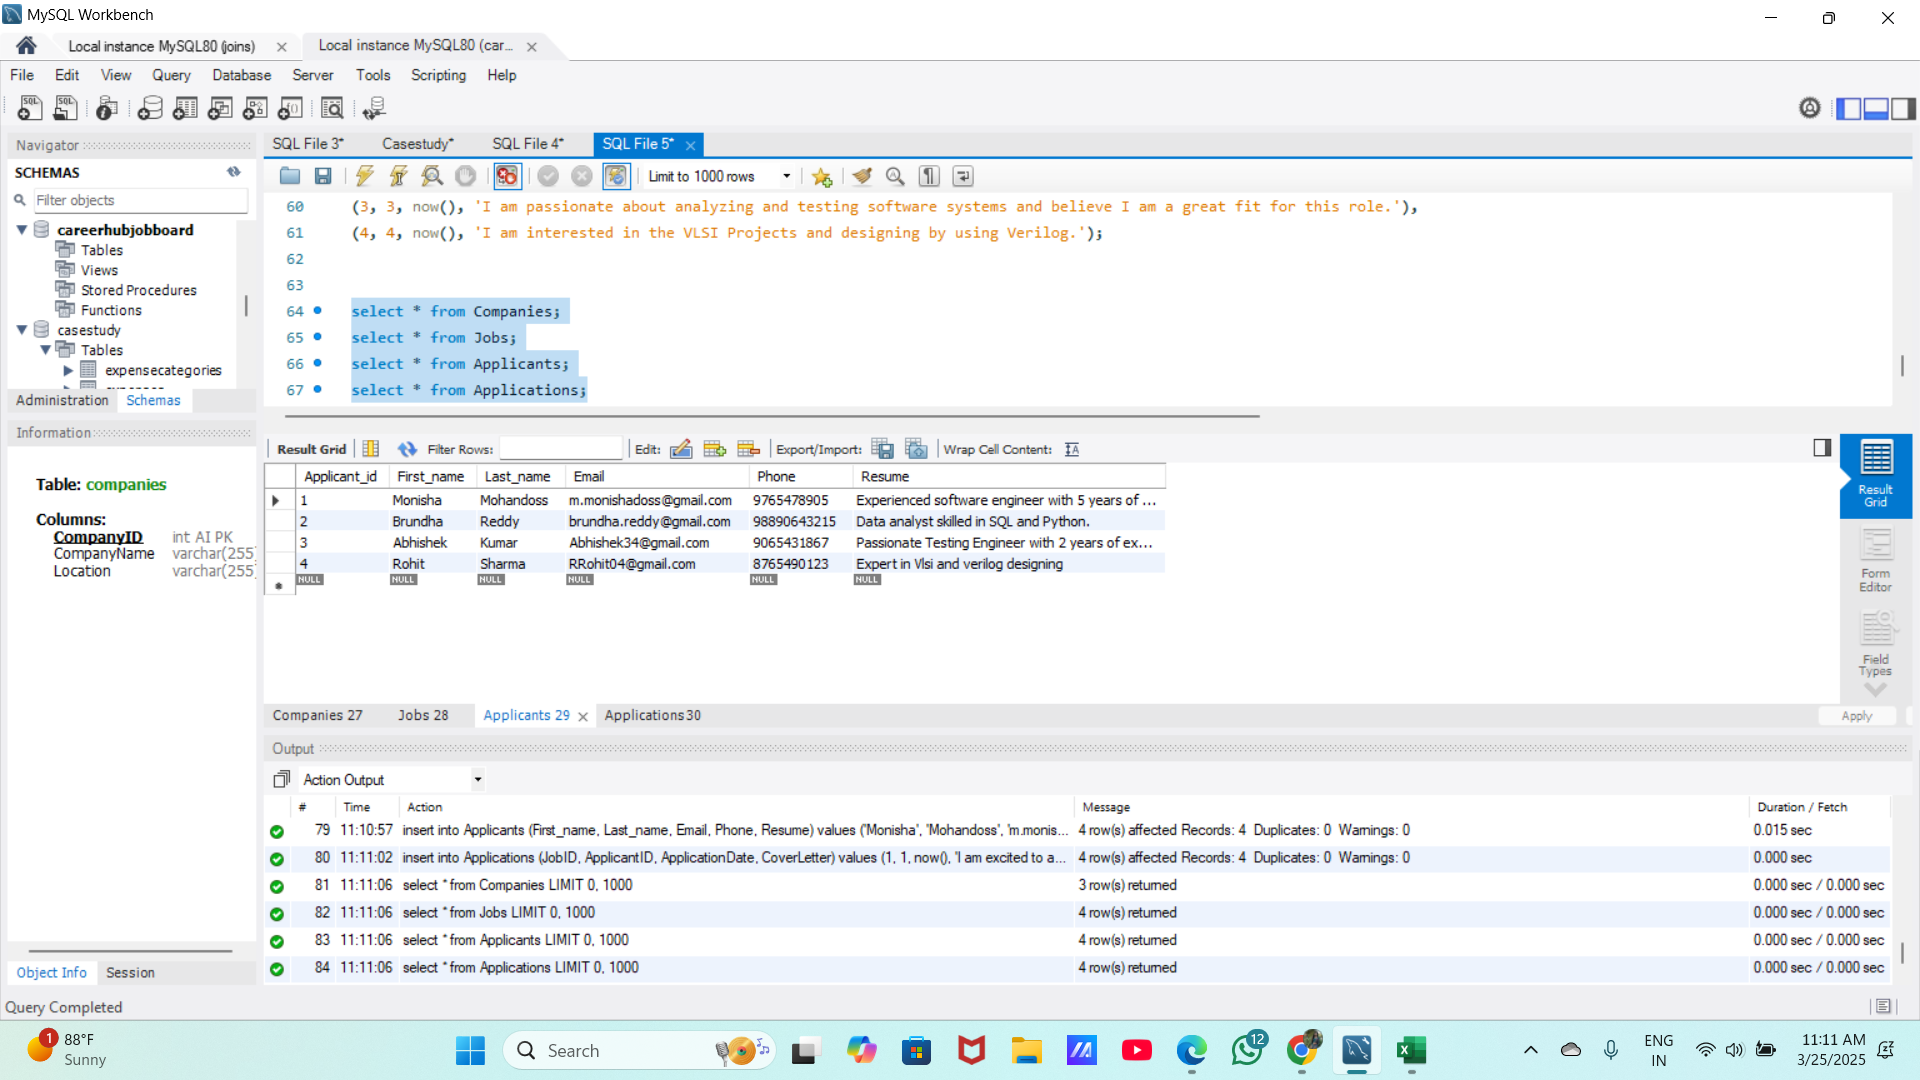 MySQL Workbench
Local instance MySQL80 (joins)
Local instance MySQL80 (car...
File Edit View Query Database Server Tools Scripting Help
Navigator
SCHEMAS
Filter objects
careerhubjobboard
Tables
Views
Stored Procedures
Functions
casestudy
Tables
expensecategories
Administration Schemas
Information
Table: companies
Columns:
CompanyID int AI PK
CompanyName varchar(255)
Location varchar(255)
Object Info Session
SQL File 3* Casestudy* SQL File 4* SQL File 5*
Limit to 1000 rows
60 (3, 3, now(), 'I am passionate about analyzing and testing software systems and believe I am a great fit for this role.'),
61 (4, 4, now(), 'I am interested in the VLSI Projects and designing by using Verilog.');
62
63
64 select * from Companies;
65 select * from Jobs;
66 select * from Applicants;
67 select * from Applications;
Result Grid Filter Rows: Edit: Export/Import: Wrap Cell Content:
Applicant_id First_name Last_name Email Phone Resume
1 Monisha Mohandoss m.monishadoss@gmail.com 9765478905 Experienced software engineer with 5 years of ...
2 Brundha Reddy brundha.reddy@gmail.com 98890643215 Data analyst skilled in SQL and Python.
3 Abhishek Kumar Abhishek34@gmail.com 9065431867 Passionate Testing Engineer with 2 years of ex...
4 Rohit Sharma RRohit04@gmail.com 8765490123 Expert in Vlsi and verilog designing
NULL NULL NULL NULL NULL NULL
Result
Grid
Form
Editor
Field
Types
Companies 27 Jobs 28 Applicants 29 Applications 30
Apply
Output
Action Output
# Time Action Message Duration / Fetch
79 11:10:57 insert into Applicants (First_name, Last_name, Email, Phone, Resume) values ('Monisha', 'Mohandoss', 'm.monis... 4 row(s) affected Records: 4 Duplicates: 0 Warnings: 0 0.015 sec
80 11:11:02 insert into Applications (JobID, ApplicantID, ApplicationDate, CoverLetter) values (1, 1, now(), 'I am excited to a... 4 row(s) affected Records: 4 Duplicates: 0 Warnings: 0 0.000 sec
81 11:11:06 select * from Companies LIMIT 0, 1000 3 row(s) returned 0.000 sec / 0.000 sec
82 11:11:06 select * from Jobs LIMIT 0, 1000 4 row(s) returned 0.000 sec / 0.000 sec
83 11:11:06 select * from Applicants LIMIT 0, 1000 4 row(s) returned 0.000 sec / 0.000 sec
84 11:11:06 select * from Applications LIMIT 0, 1000 4 row(s) returned 0.000 sec / 0.000 sec
Query Completed
1
88°F
Sunny
Search
12
ENG
IN
11:11 AM
3/25/2025